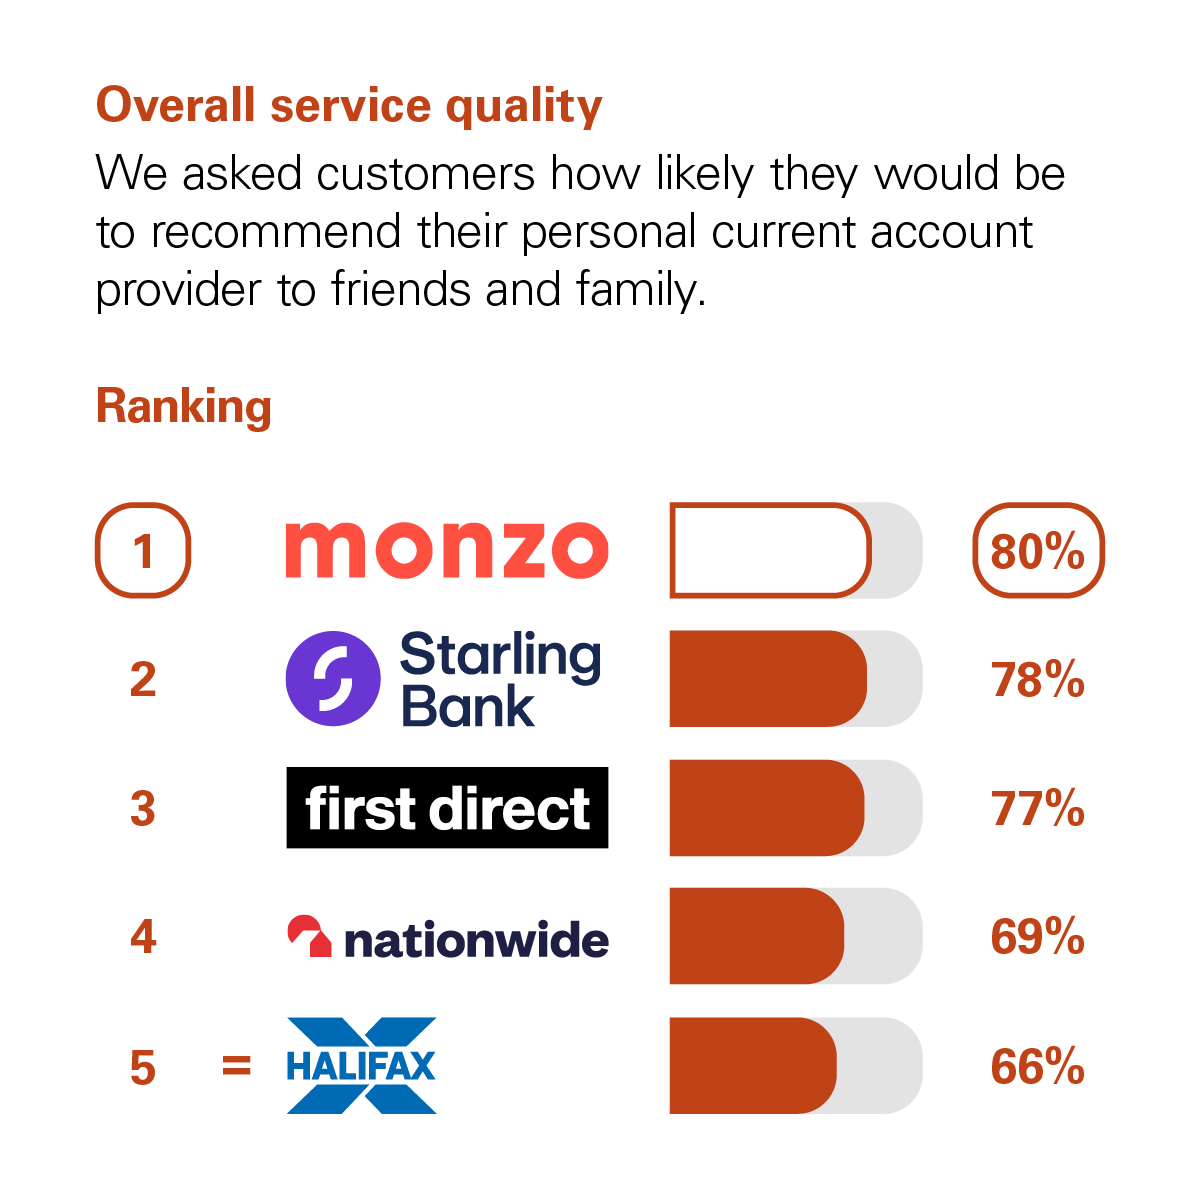 Overall service quality
We asked customers how likely they would be
to recommend their personal current account
provider to friends and family.
Ranking
1 monzo 80%
2 Starling Bank 78%
3 first direct 77%
4 nationwide 69%
5 = HALIFAX 66%